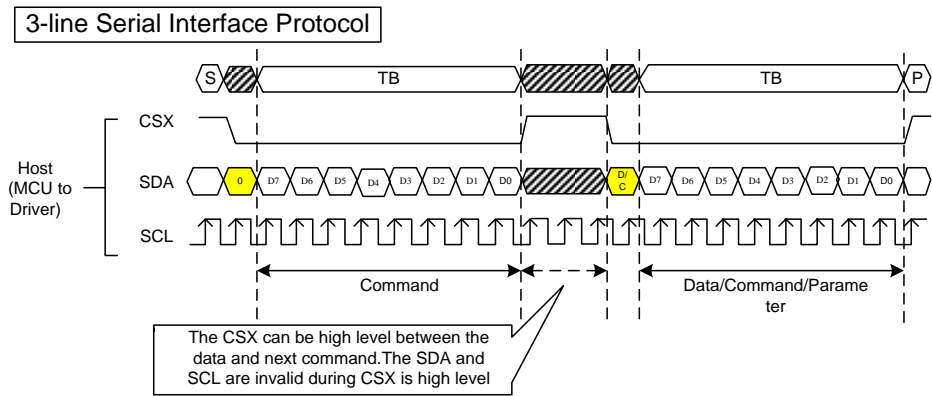 3-line Serial Interface Protocol
S TB TB P
CSX
Host
(MCU to
Driver)
SDA 0 D7 D6 D5 D4 D3 D2 D1 D0 D/
C D7 D6 D5 D4 D3 D2 D1 D0
SCL
Command Data/Command/Parame
ter
The CSX can be high level between the
data and next command.The SDA and
SCL are invalid during CSX is high level